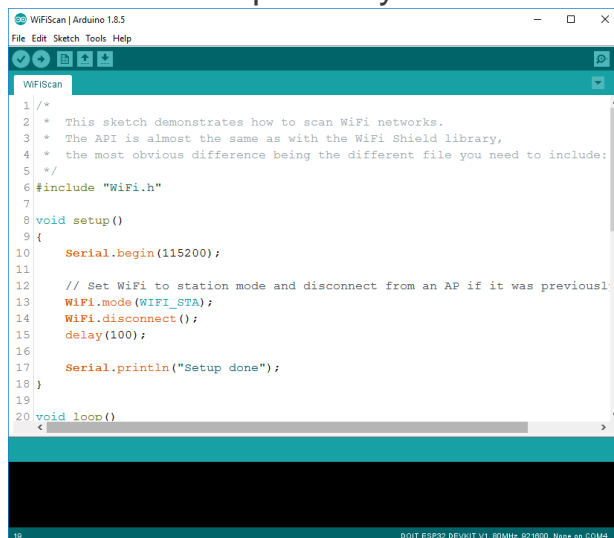 WiFiScan | Arduino 1.8.5
File Edit Sketch Tools Help
WiFiScan
1 /*
2  *  This sketch demonstrates how to scan WiFi networks.
3  *  The API is almost the same as with the WiFi Shield library,
4  *  the most obvious difference being the different file you need to include:
5  */
6 #include "WiFi.h"
7
8 void setup()
9 {
10     Serial.begin(115200);
11
12     // Set WiFi to station mode and disconnect from an AP if it was previousl
13     WiFi.mode(WIFI_STA);
14     WiFi.disconnect();
15     delay(100);
16
17     Serial.println("Setup done");
18 }
19
20 void loop()
19 DOIT ESP32 DEVKIT V1, 80MHz, 921600, None on COM4